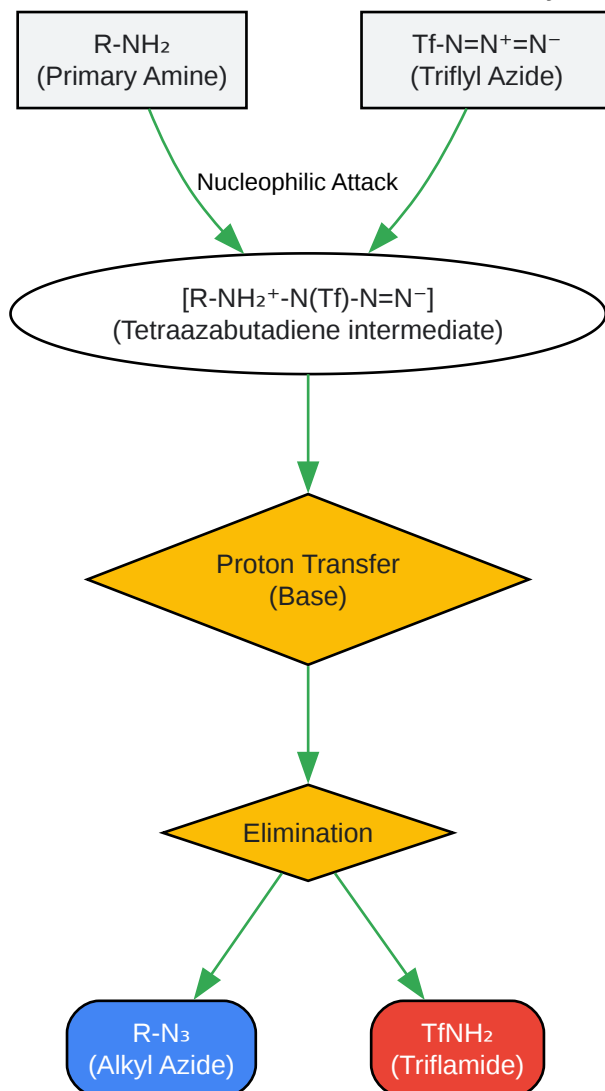 R-NH₂
(Primary Amine)
Tf-N=N⁺=N⁻
(Triflyl Azide)
Nucleophilic Attack
[R-NH₂⁺-N(Tf)-N=N⁻]
(Tetraazabutadiene intermediate)
Proton Transfer
(Base)
Elimination
R-N₃
(Alkyl Azide)
TfNH₂
(Triflamide)